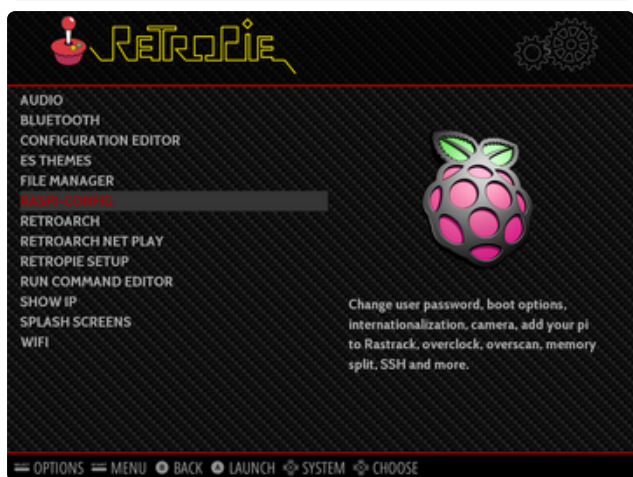 RETROPIE
AUDIO
BLUETOOTH
CONFIGURATION EDITOR
ES THEMES
FILE MANAGER
RASPI-CONFIG
RETROARCH
RETROARCH NET PLAY
RETROPIE SETUP
RUN COMMAND EDITOR
SHOW IP
SPLASH SCREENS
WIFI
Change user password, boot options,
internationalization, camera, add your pi
to Rastrack, overclock, overscan, memory
split, SSH and more.
OPTIONS MENU BACK LAUNCH SYSTEM CHOOSE